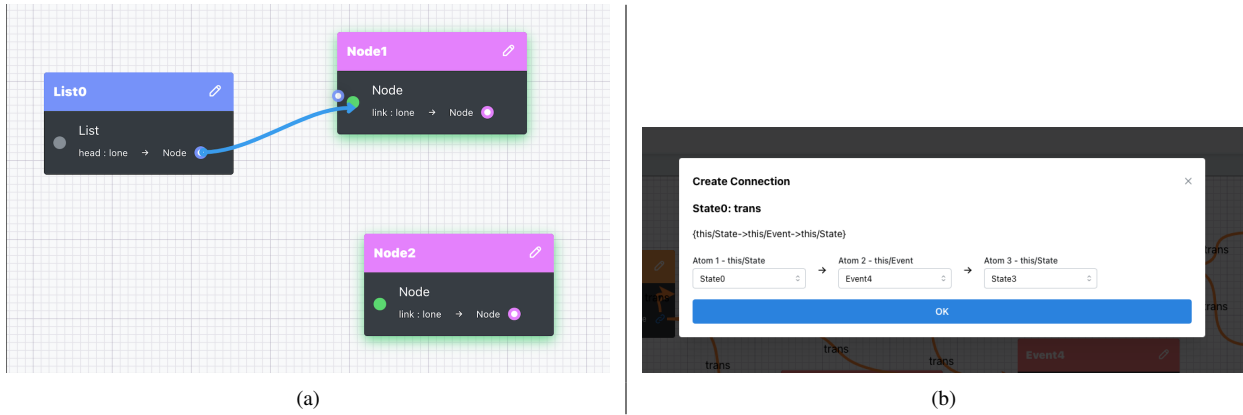 List0
List
head : lone → Node
Node1
Node
link : lone → Node
Node2
Node
link : lone → Node
(a)
Create Connection
State0: trans
{this/State->this/Event->this/State}
Atom 1 - this/State
Atom 2 - this/Event
Atom 3 - this/State
State0 → Event4 → State3
OK
trans
trans
trans
trans
trans
Event4
(b)